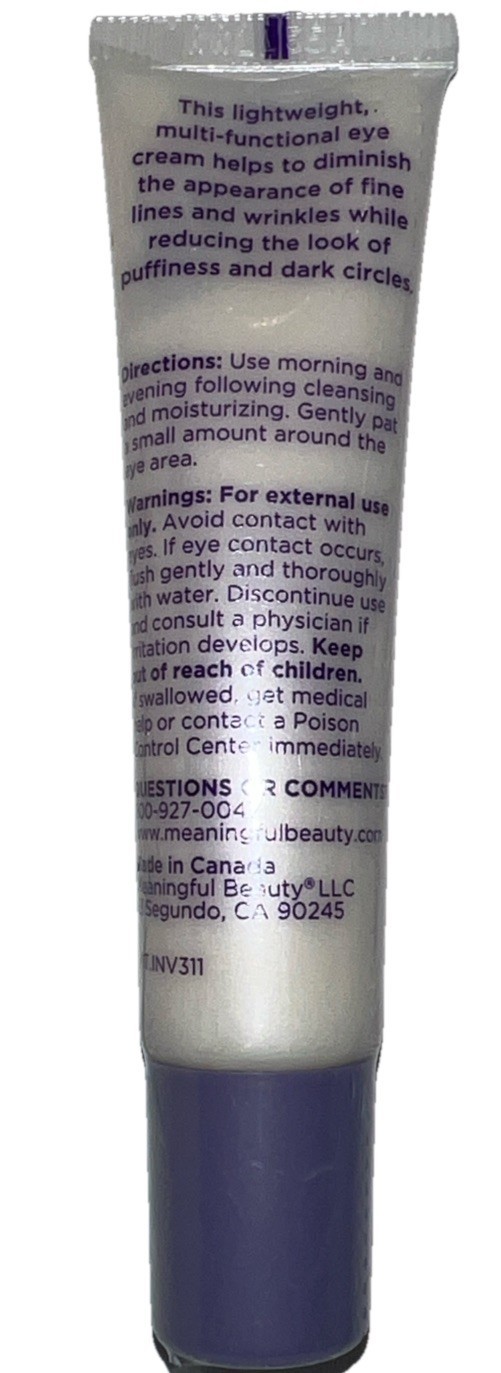 This lightweight,
multi-functional eye
cream helps to diminish
the appearance of fine
lines and wrinkles while
reducing the look of
puffiness and dark circles.
Directions: Use morning and
evening following cleansing
and moisturizing. Gently pat
a small amount around the
eye area.
Warnings: For external use
only. Avoid contact with
eyes. If eye contact occurs,
flush gently and thoroughly
with water. Discontinue use
and consult a physician if
irritation develops. Keep
out of reach of children.
If swallowed, get medical
help or contact a Poison
Control Center immediately.
QUESTIONS OR COMMENTS?
www.meaningfulbeauty.com
Made in Canada
Meaningful Beauty® LLC
El Segundo, CA 90245